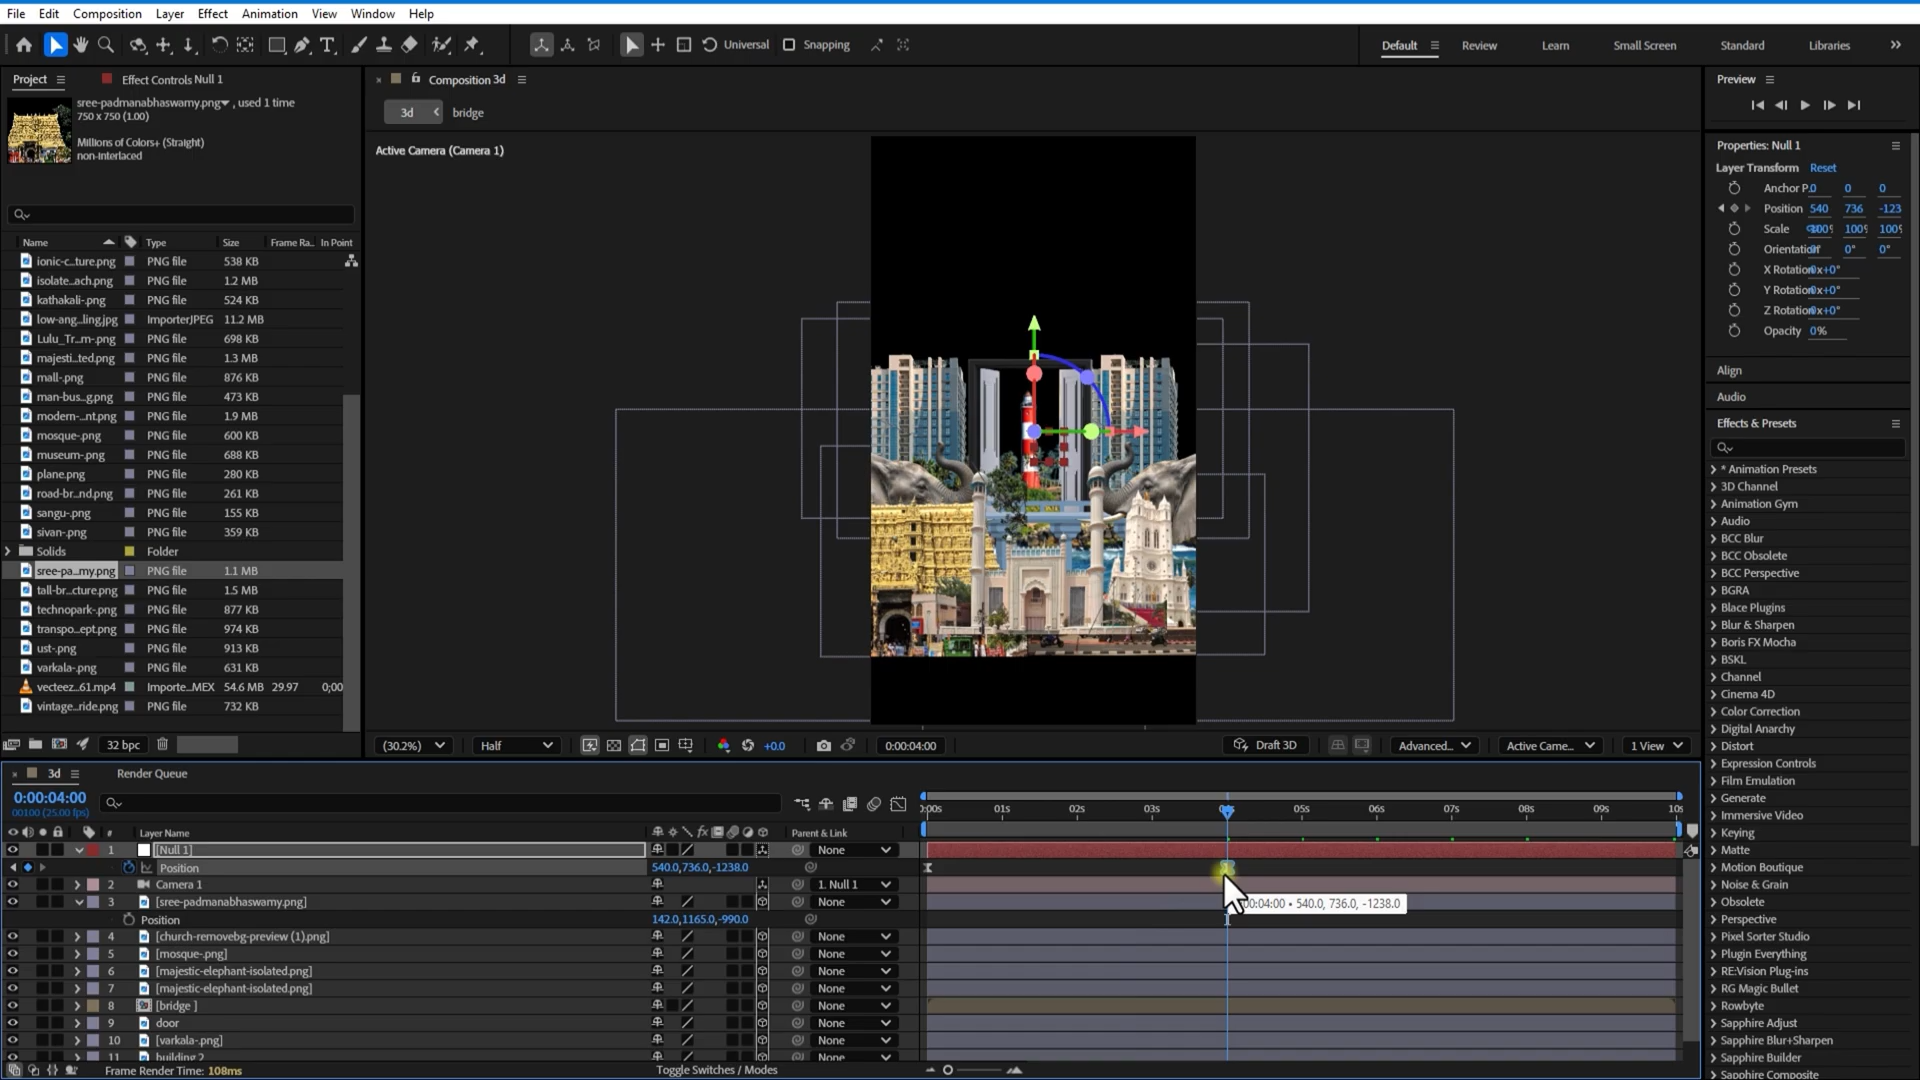 File Edit Composition Layer Effect Animation View Window Help
Universal Snapping Default Review Learn Small Screen Standard Libraries
Project Effect Controls Null 1
sree-padmanabhaswamy.png , used 1 time
750 x 750 (1.00)
Millions of Colors+ (Straight)
non-interlaced
Name Type Size Frame Ra.. In Point
ionic-c...ture.png PNG file 538 KB
isolate...ach.png PNG file 1.2 MB
kathakali-.png PNG file 524 KB
low-ang...ling.jpg ImporterJPEG 11.2 MB
Lulu_Tr...m-.png PNG file 698 KB
majesti...ted.png PNG file 1.3 MB
mall-.png PNG file 876 KB
man-bus...g.png PNG file 473 KB
modern-...nt.png PNG file 1.9 MB
mosque-.png PNG file 600 KB
museum-.png PNG file 688 KB
plane.png PNG file 280 KB
road-br...nd.png PNG file 261 KB
sangu-.png PNG file 155 KB
sivan-.png PNG file 359 KB
Solids Folder
sree-pa...my.png PNG file 1.1 MB
tall-br...cture.png PNG file 1.5 MB
technopark-.png PNG file 877 KB
transpo...ept.png PNG file 974 KB
ust-.png PNG file 913 KB
varkala-.png PNG file 631 KB
vecteez...61.mp4 Importe...MEX 54.6 MB 29.97 0;00
vintage...ride.png PNG file 732 KB
32 bpc
Composition 3d
3d bridge
Active Camera (Camera 1)
(30.2%) Half +0.0 0:00:04:00 Draft 3D Advanced... Active Came... 1 View
Preview
Properties: Null 1
Layer Transform Reset
Anchor P. 0 0 0
Position 540 736 -123
Scale 100% 100% 100%
Orientation 0° 0° 0°
X Rotation 0x+0°
Y Rotation 0x+0°
Z Rotation 0x+0°
Opacity 0%
Align
Audio
Effects & Presets
* Animation Presets
3D Channel
Animation Gym
Audio
BCC Blur
BCC Obsolete
BCC Perspective
BGRA
Blace Plugins
Blur & Sharpen
Boris FX Mocha
BSKL
Channel
Cinema 4D
Color Correction
Digital Anarchy
Distort
Expression Controls
Film Emulation
Generate
Immersive Video
Keying
Matte
Motion Boutique
Noise & Grain
Obsolete
Perspective
Pixel Sorter Studio
Plugin Everything
RE:Vision Plug-ins
RG Magic Bullet
Rowbyte
Sapphire Adjust
Sapphire Blur+Sharpen
Sapphire Builder
Sapphire Composite
3d Render Queue
0:00:04:00
00100 (25.00 fps)
:00s 01s 02s 03s 05s 06s 07s 08s 09s 10s
# Layer Name Parent & Link
1 [Null 1] None
Position 540.0,736.0,-1238.0
2 Camera 1 1. Null 1
3 [sree-padmanabhaswamy.png] None
00:04:00 • 540.0, 736.0, -1238.0
Position 142.0,1165.0,-990.0
4 [church-removebg-preview (1).png] None
5 [mosque-.png] None
6 [majestic-elephant-isolated.png] None
7 [majestic-elephant-isolated.png] None
8 [bridge ] None
9 door None
10 [varkala-.png] None
11 building 2 None
Frame Render Time: 108ms Toggle Switches / Modes